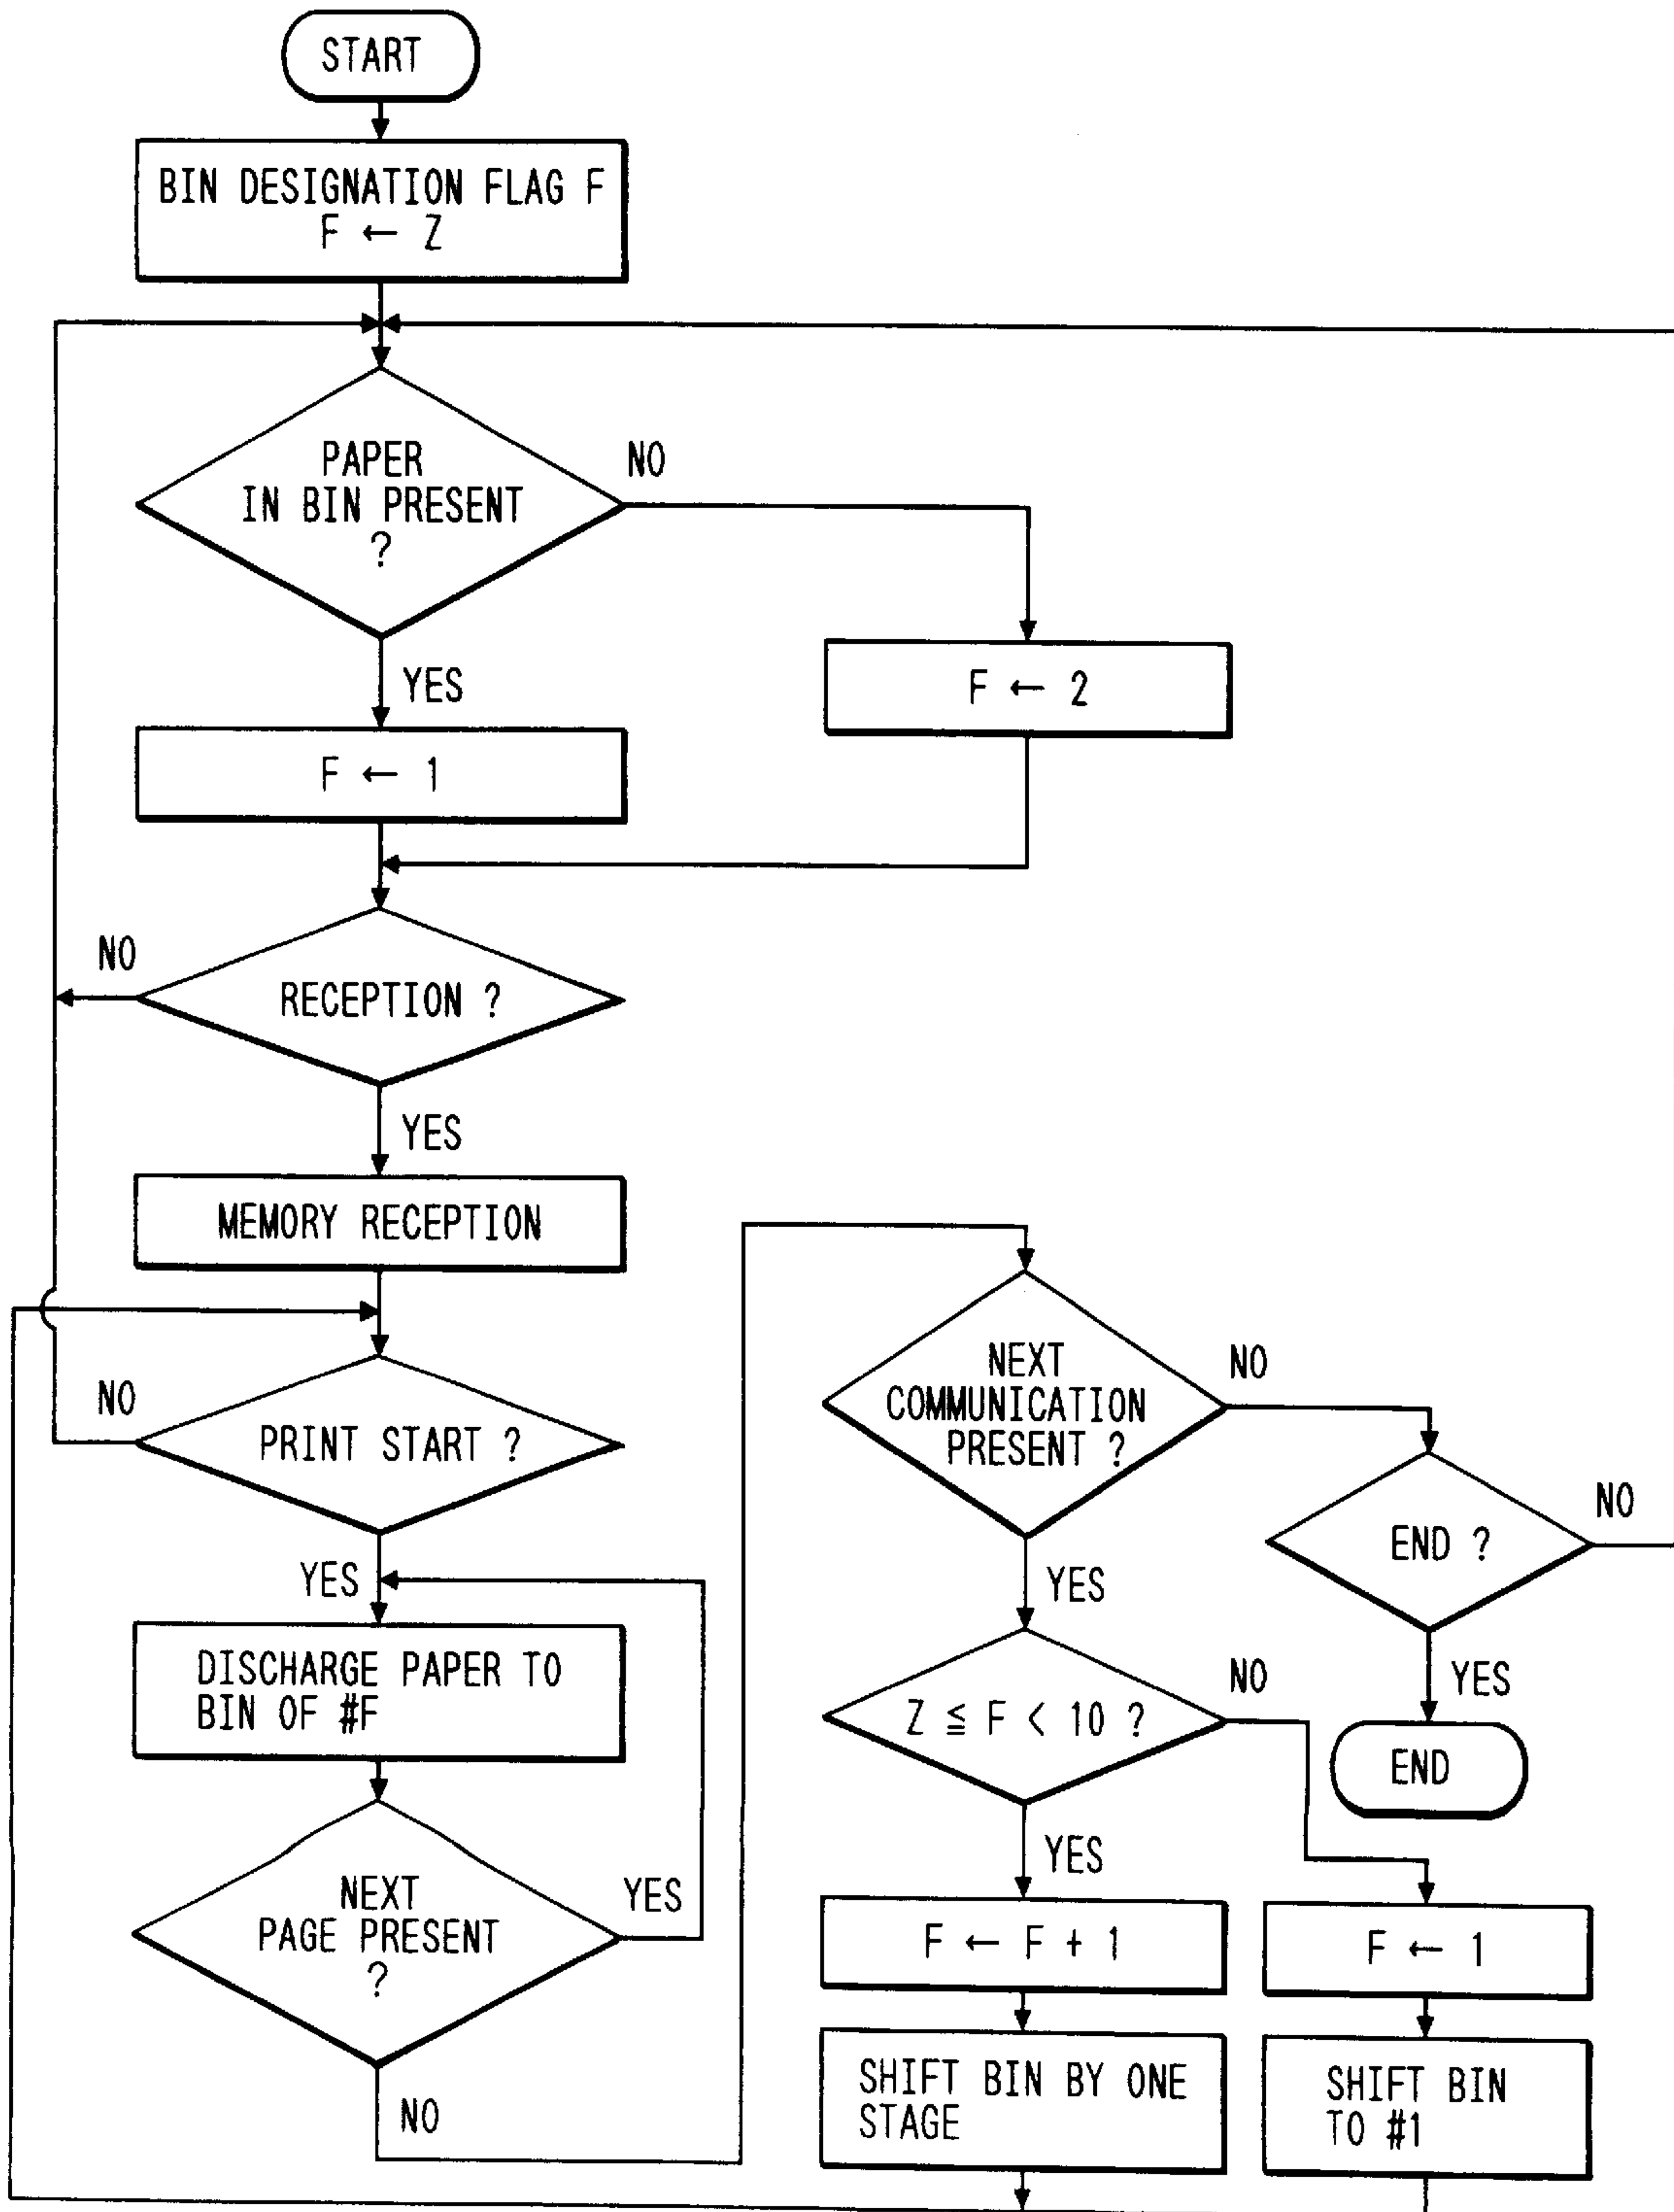 START
BIN DESIGNATION FLAG F
F ← Z
PAPER
IN BIN PRESENT
?
NO
YES
F ← 2
F ← 1
RECEPTION ?
NO
YES
MEMORY RECEPTION
PRINT START ?
NO
YES
DISCHARGE PAPER TO
BIN OF #F
NEXT
PAGE PRESENT
?
YES
NO
NEXT
COMMUNICATION
PRESENT ?
NO
YES
END ?
NO
YES
END
Z ≦ F < 10 ?
NO
YES
F ← F + 1
F ← 1
SHIFT BIN BY ONE
STAGE
SHIFT BIN
TO #1